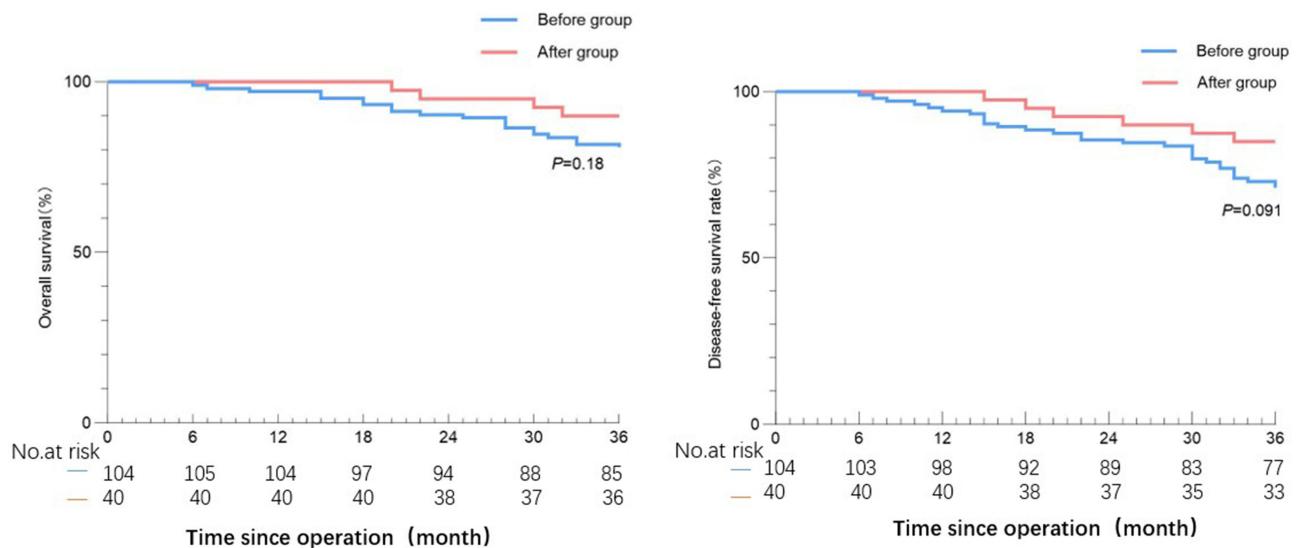 Before group
After group
100
50
0
Overall survival(%)
P=0.18
0 6 12 18 24 30 36
No.at risk
104 105 104 97 94 88 85
40 40 40 40 38 37 36
Time since operation (month)
Before group
After group
100
50
0
Disease-free survival rate(%)
P=0.091
0 6 12 18 24 30 36
No.at risk
104 103 98 92 89 83 77
40 40 40 38 37 35 33
Time since operation (month)